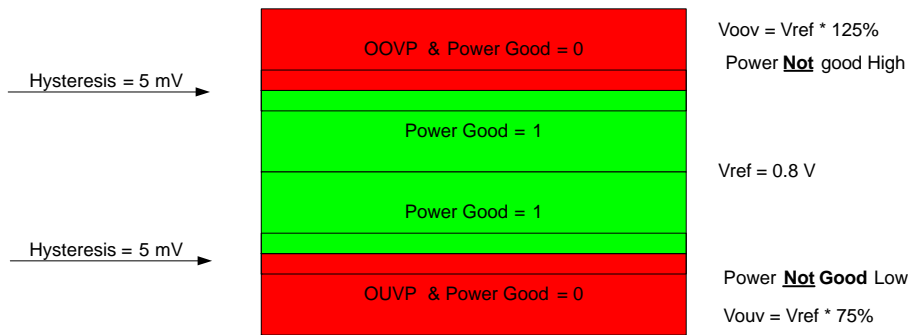 Voov = Vref * 125%
OOVP & Power Good = 0
Power Not good High
Hysteresis = 5 mV
Power Good = 1
Vref = 0.8 V
Power Good = 1
Hysteresis = 5 mV
Power Not Good Low
OUVP & Power Good = 0
Vouv = Vref * 75%